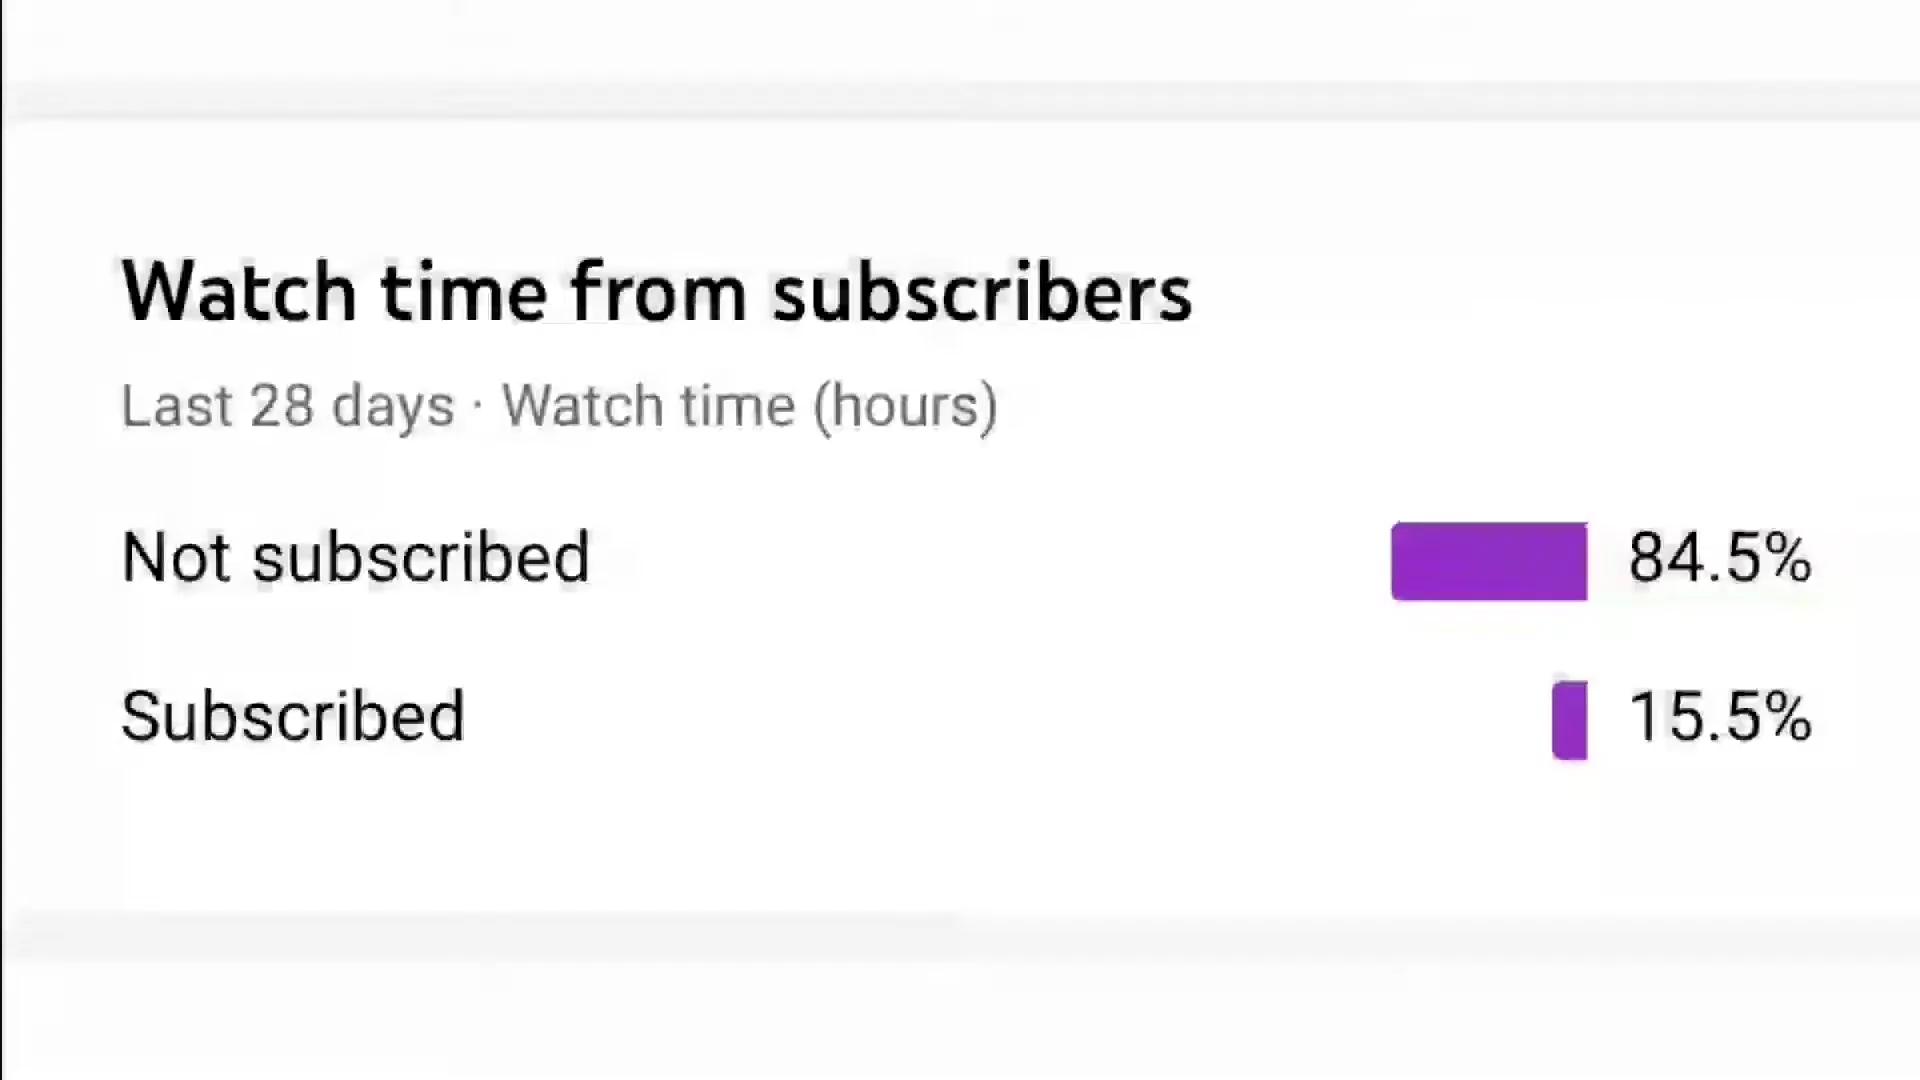 Watch time from subscribers
Last 28 days · Watch time (hours)
Not subscribed 84.5%
Subscribed 15.5%